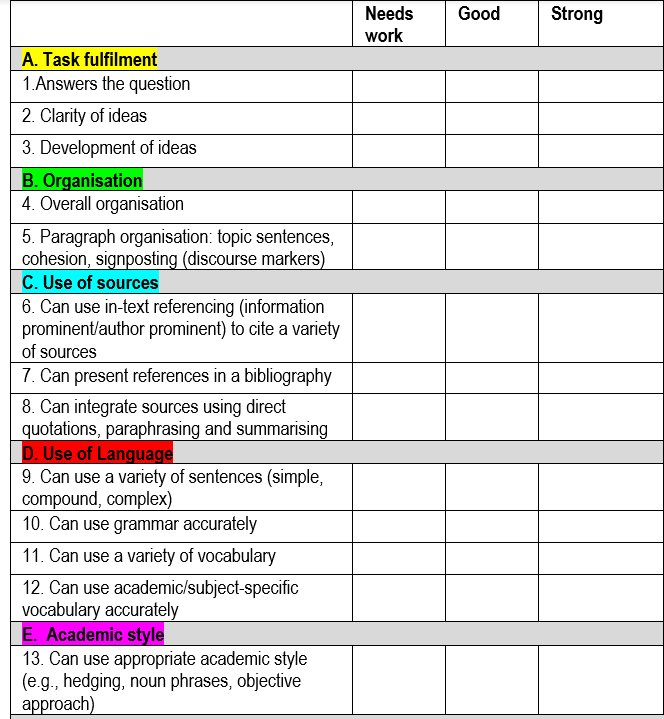 Needs work
Good
Strong
A. Task fulfilment
1.Answers the question
2. Clarity of ideas
3. Development of ideas
B. Organisation
4. Overall organisation
5. Paragraph organisation: topic sentences,
cohesion, signposting (discourse markers)
C. Use of sources
6. Can use in-text referencing (information
prominent/author prominent) to cite a variety
of sources
7. Can present references in a bibliography
8. Can integrate sources using direct
quotations, paraphrasing and summarising
D. Use of Language
9. Can use a variety of sentences (simple,
compound, complex)
10. Can use grammar accurately
11. Can use a variety of vocabulary
12. Can use academic/subject-specific
vocabulary accurately
E.  Academic style
13. Can use appropriate academic style
(e.g., hedging, noun phrases, objective
approach)